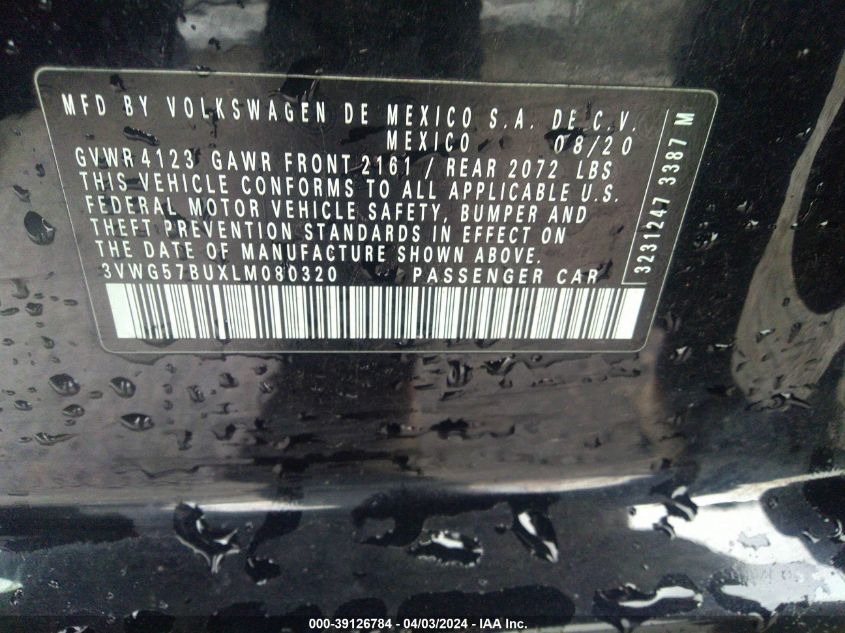 MFD BY VOLKSWAGEN DE MEXICO S.A. DE C.V.
MEXICO 08/20
GVWR 4123 GAWR FRONT 2161 / REAR 2072 LBS
THIS VEHICLE CONFORMS TO ALL APPLICABLE U.S.
FEDERAL MOTOR VEHICLE SAFETY, BUMPER AND
THEFT PREVENTION STANDARDS IN EFFECT ON
THE DATE OF MANUFACTURE SHOWN ABOVE.
3VWG57BUXLM080320 PASSENGER CAR
3231247 3387 M
000-39126784 - 04/03/2024 - IAA Inc.